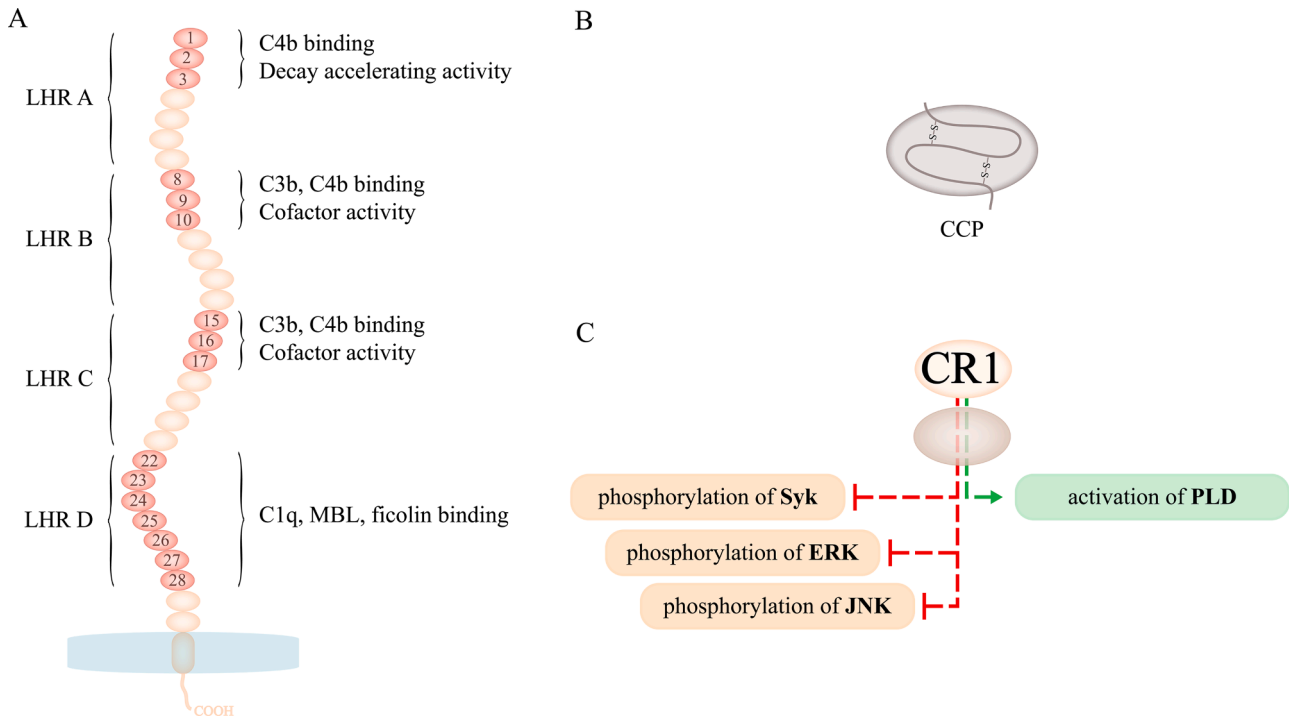 A
1
2
3
C4b binding
Decay accelerating activity
LHR A
8
9
10
C3b, C4b binding
Cofactor activity
LHR B
15
16
17
C3b, C4b binding
Cofactor activity
LHR C
22
23
24
25
26
27
28
LHR D
C1q, MBL, ficolin binding
COOH
B
-S-S-
-S-S-
CCP
C
CR1
phosphorylation of Syk
activation of PLD
phosphorylation of ERK
phosphorylation of JNK